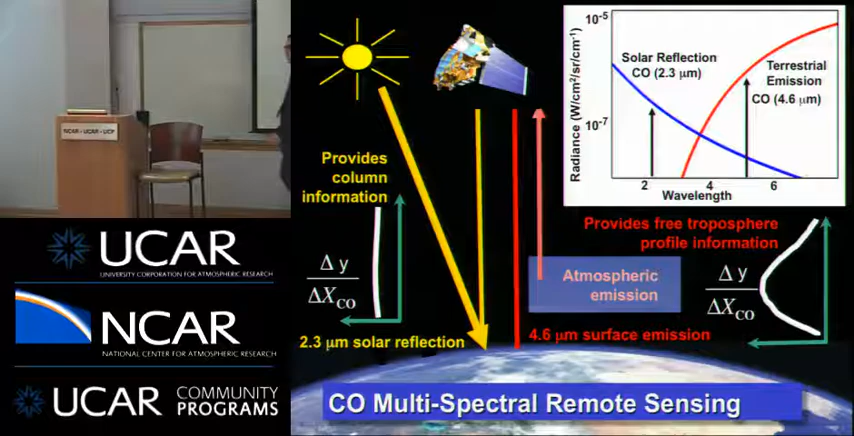 NCAR • UCAR • UCP
UCAR
UNIVERSITY CORPORATION FOR ATMOSPHERIC RESEARCH
NCAR
NATIONAL CENTER FOR ATMOSPHERIC RESEARCH
UCAR COMMUNITY PROGRAMS
Provides
column
information
Δ y
ΔX_CO
2.3 μm solar reflection
10⁻⁵
10⁻⁷
Radiance (W/cm²/sr/cm⁻¹)
Solar Reflection
CO (2.3 μm)
Terrestrial
Emission
CO (4.6 μm)
2 4 6
Wavelength
Provides free troposphere
profile information
Atmospheric
emission
Δ y
ΔX_CO
4.6 μm surface emission
CO Multi-Spectral Remote Sensing